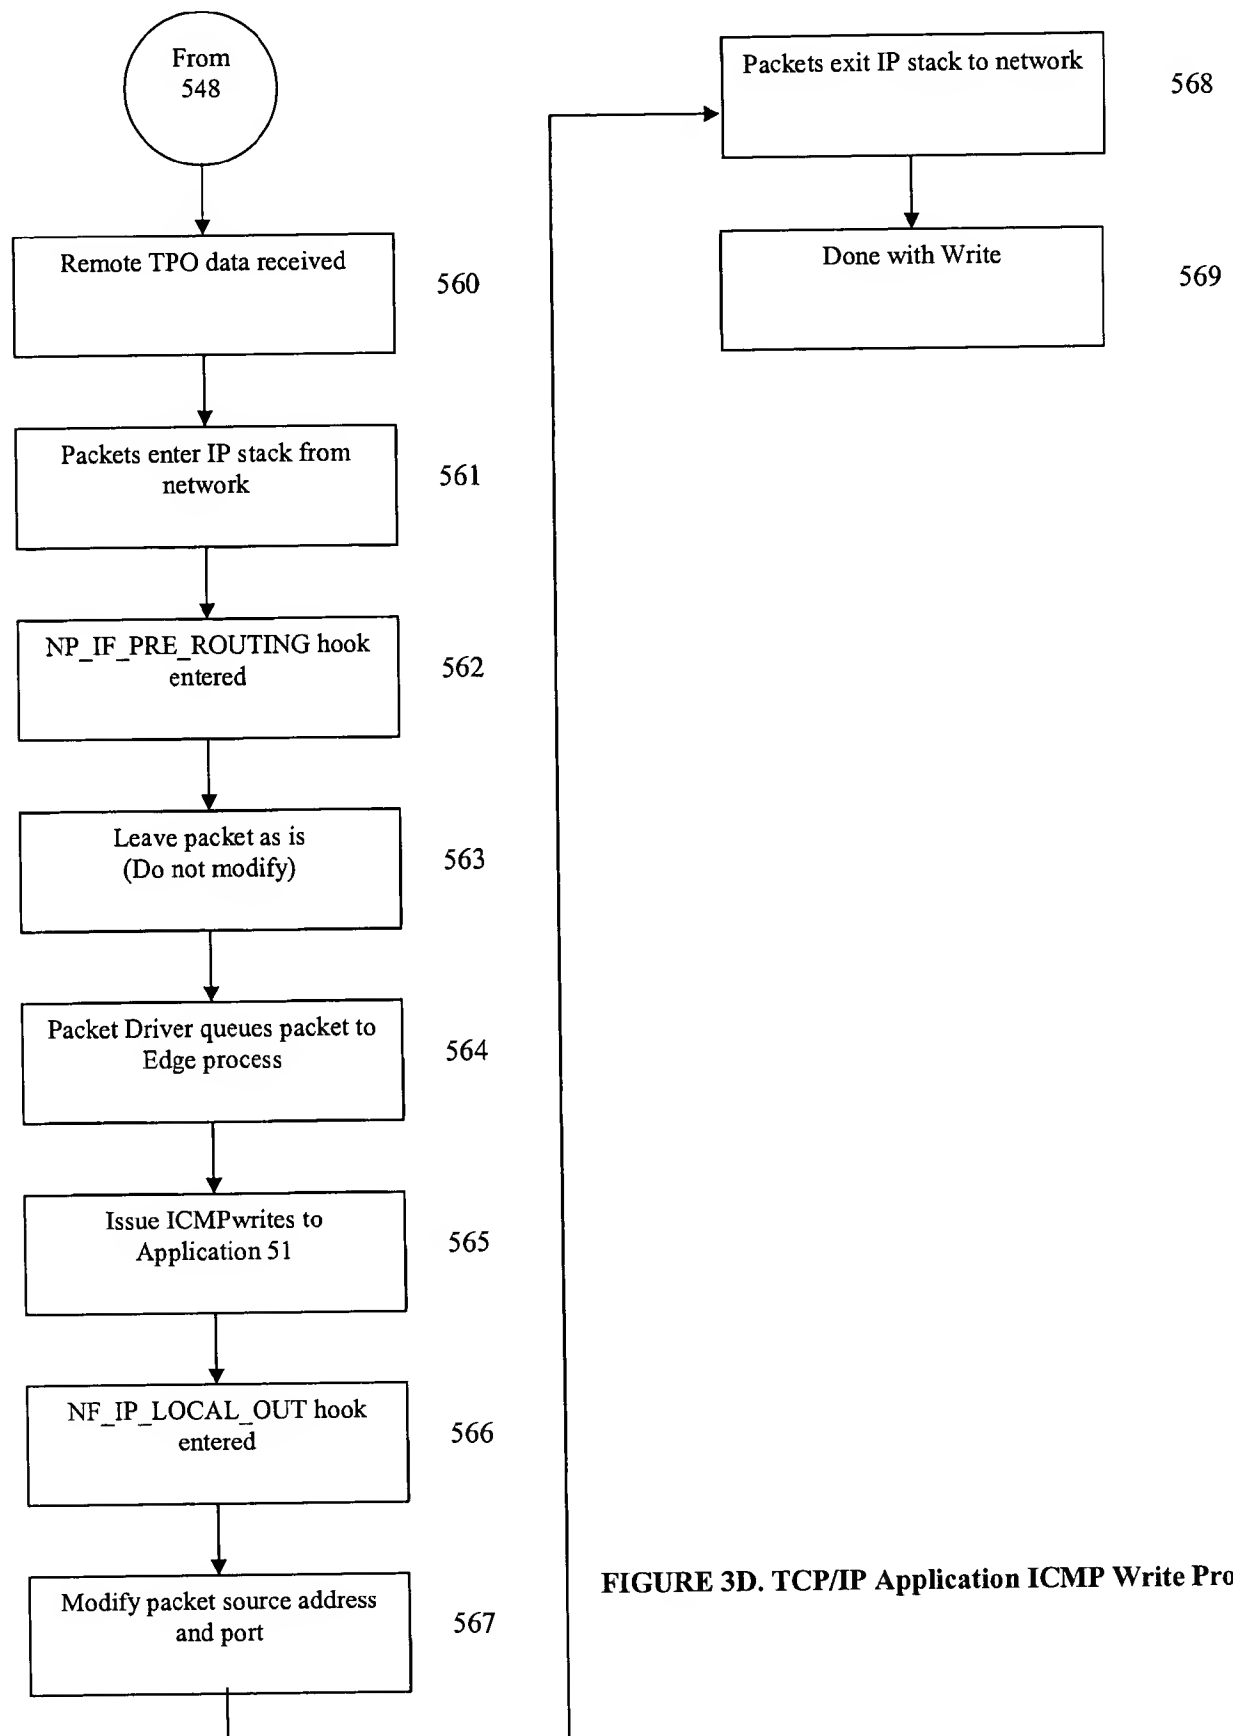 From
548
Remote TPO data received
560
Packets enter IP stack from
network
561
NP_IF_PRE_ROUTING hook
entered
562
Leave packet as is
(Do not modify)
563
Packet Driver queues packet to
Edge process
564
Issue ICMPwrites to
Application 51
565
NF_IP_LOCAL_OUT hook
entered
566
Modify packet source address
and port
567
Packets exit IP stack to network
568
Done with Write
569
FIGURE 3D. TCP/IP Application ICMP Write Pro